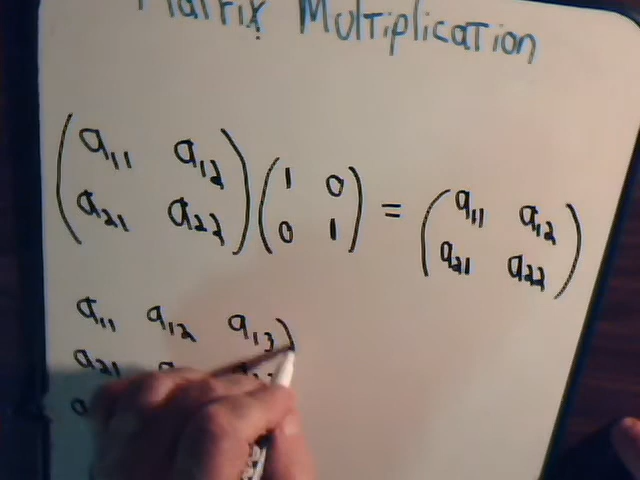 Matrix Multiplication
(a11 a12) (1 0) = (a11 a12)
(a21 a22) (0 1) (a21 a22)
a11 a12 a13)
a21